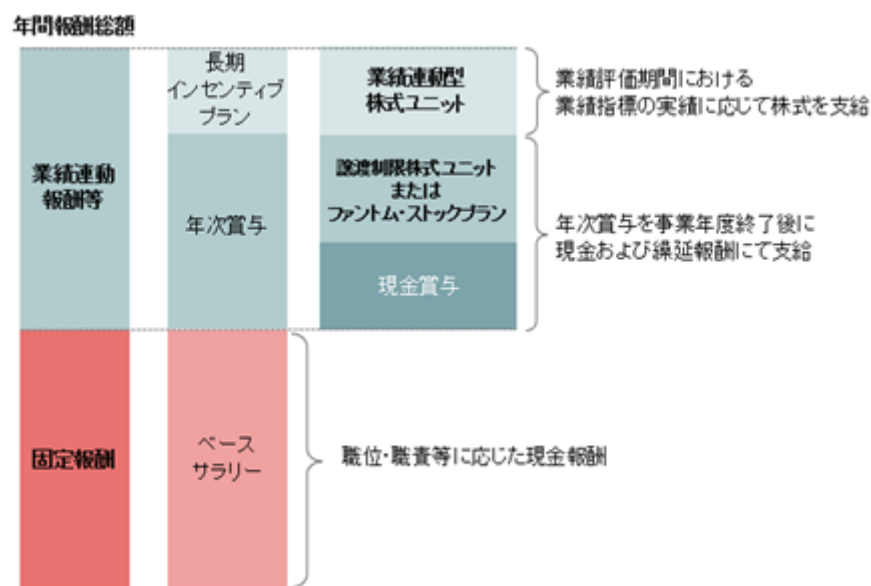 年間報酬総額
業績連動
報酬等
長期
インセンティブ
プラン
業績連動型
株式ユニット
業績評価期間における
業績指標の実績に応じて株式を支給
年次賞与
譲渡制限株式ユニット
または
ファントム・ストックプラン
現金賞与
年次賞与を事業年度終了後に
現金および繰延報酬にて支給
固定報酬
ベース
サラリー
職位・職責等に応じた現金報酬